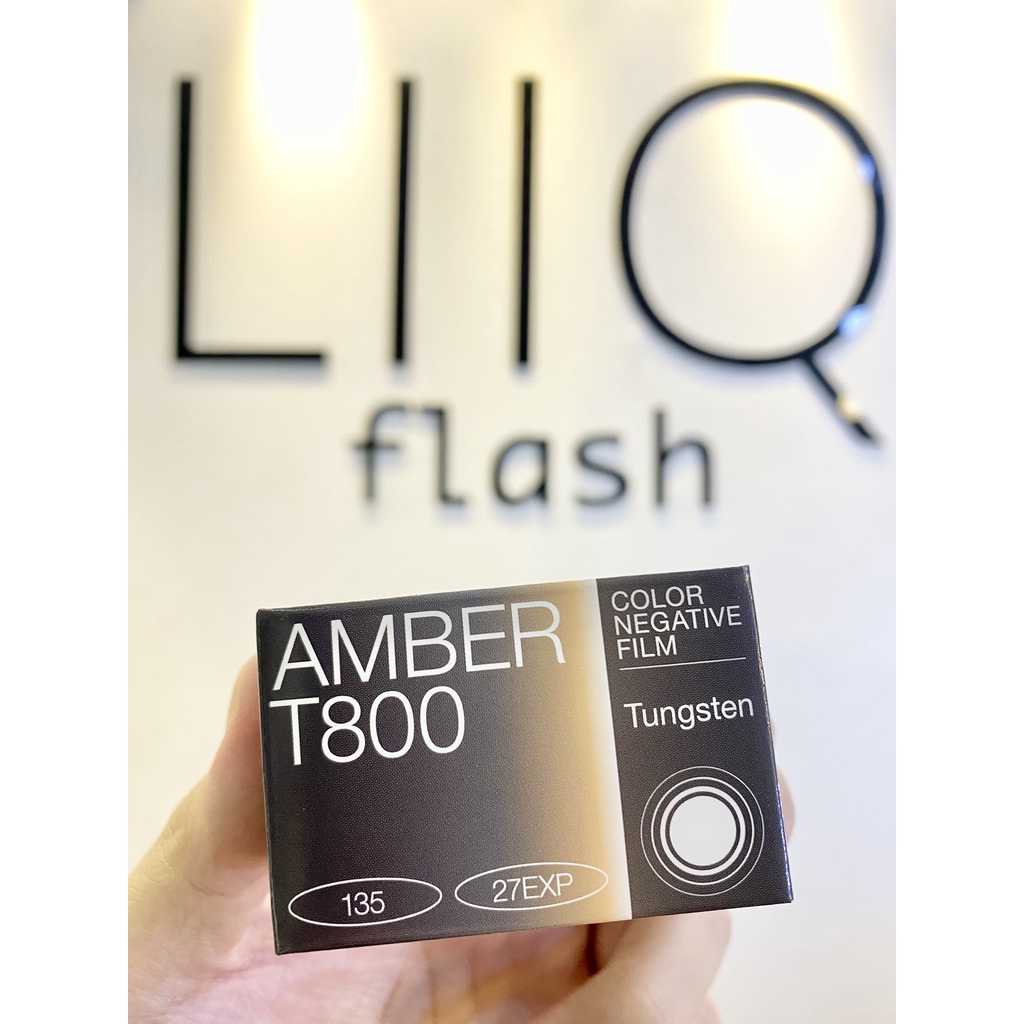 LIIQ
flash
AMBER
T800
COLOR
NEGATIVE
FILM
Tungsten
135
27EXP